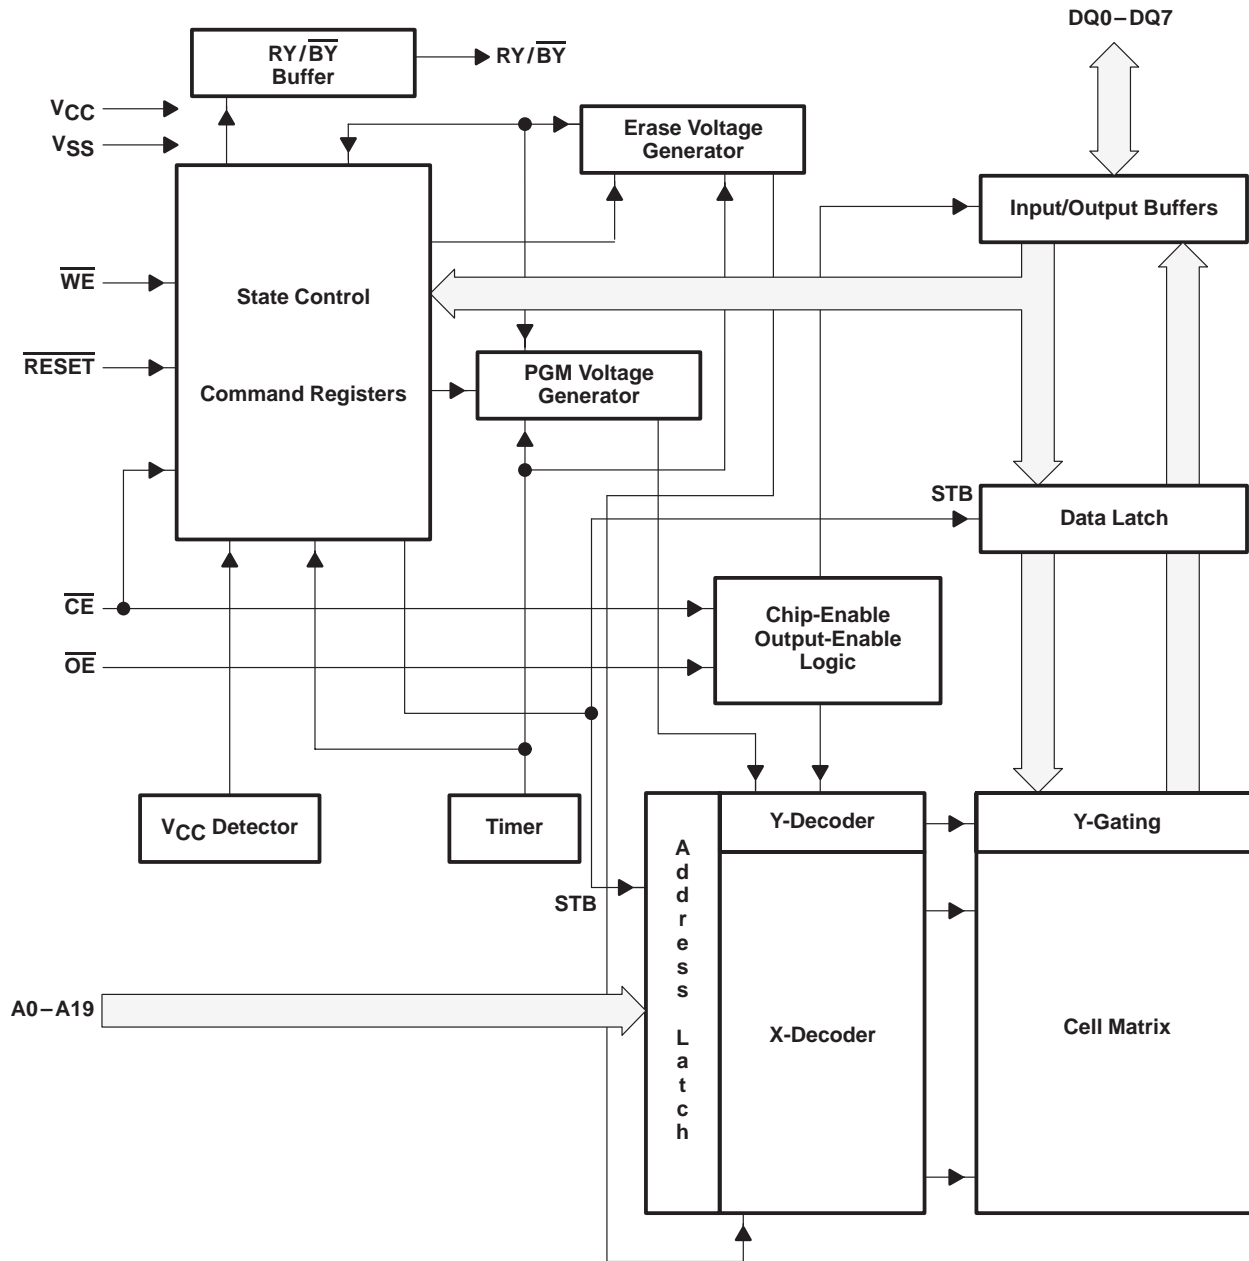 DQ0–DQ7
RY/BY
Buffer
RY/BY
VCC
VSS
Erase Voltage
Generator
Input/Output Buffers
WE
State Control
RESET
Command Registers
PGM Voltage
Generator
STB
Data Latch
CE
OE
Chip-Enable
Output-Enable
Logic
VCC Detector
Timer
Y-Decoder
Y-Gating
STB
Address Latch
A0–A19
X-Decoder
Cell Matrix